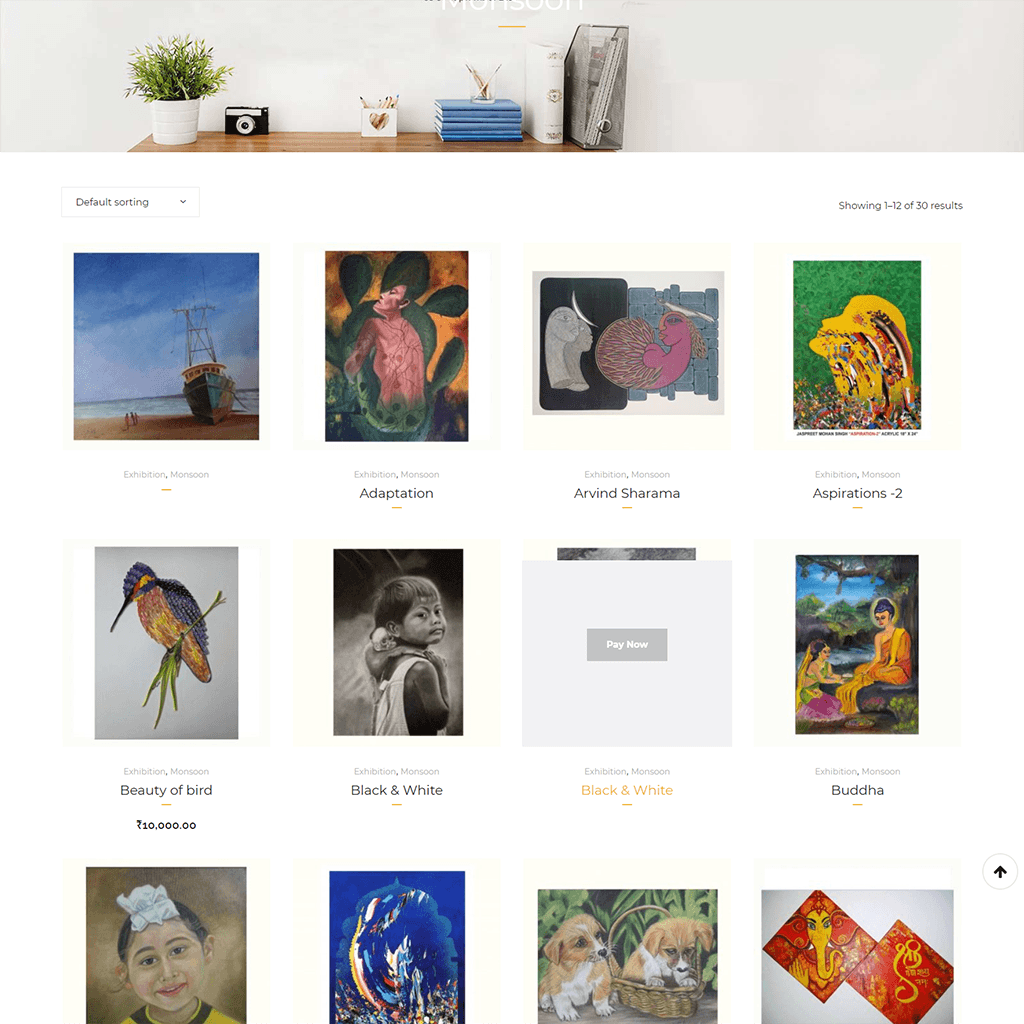 Monsoon
Default sorting
Showing 1–12 of 30 results
JASPREET MOHAN SINGH "ASPIRATION-2" ACRYLIC 18" X 24"
Exhibition, Monsoon
Exhibition, Monsoon
Adaptation
Exhibition, Monsoon
Arvind Sharama
Exhibition, Monsoon
Aspirations -2
Pay Now
Exhibition, Monsoon
Beauty of bird
₹10,000.00
Exhibition, Monsoon
Black & White
Exhibition, Monsoon
Black & White
Exhibition, Monsoon
Buddha